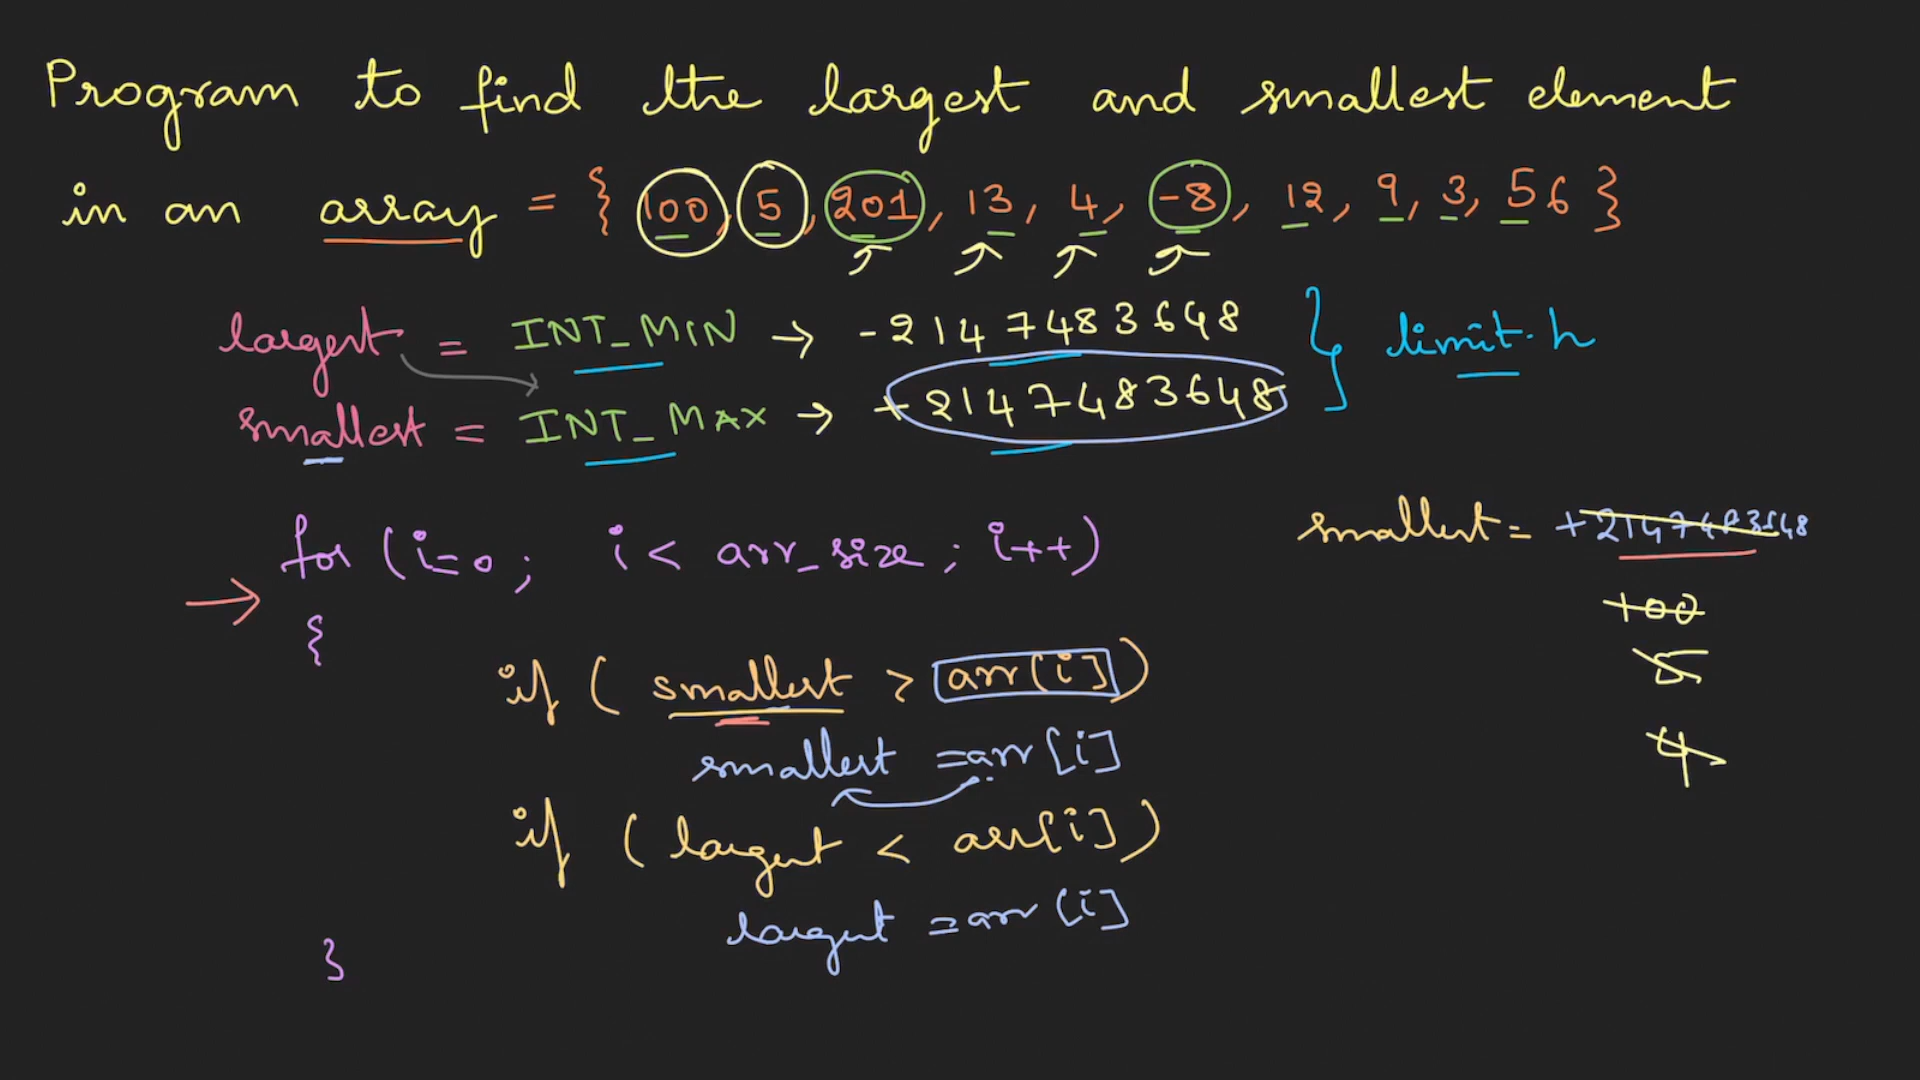 Program to find the largest and smallest element
in an array = { 100, 5, 201, 13, 4, -8, 12, 9, 3, 56 }
largest = INT_MIN → -2147483648
smallest = INT_MAX → +2147483648
} limit.h
for (i=0; i < arr_size; i++)
{
if ( smallest > arr[i] )
smallest = arr[i]
if ( largest < arr[i] )
largest = arr[i]
}
smallest = +2147483648
100
5
4